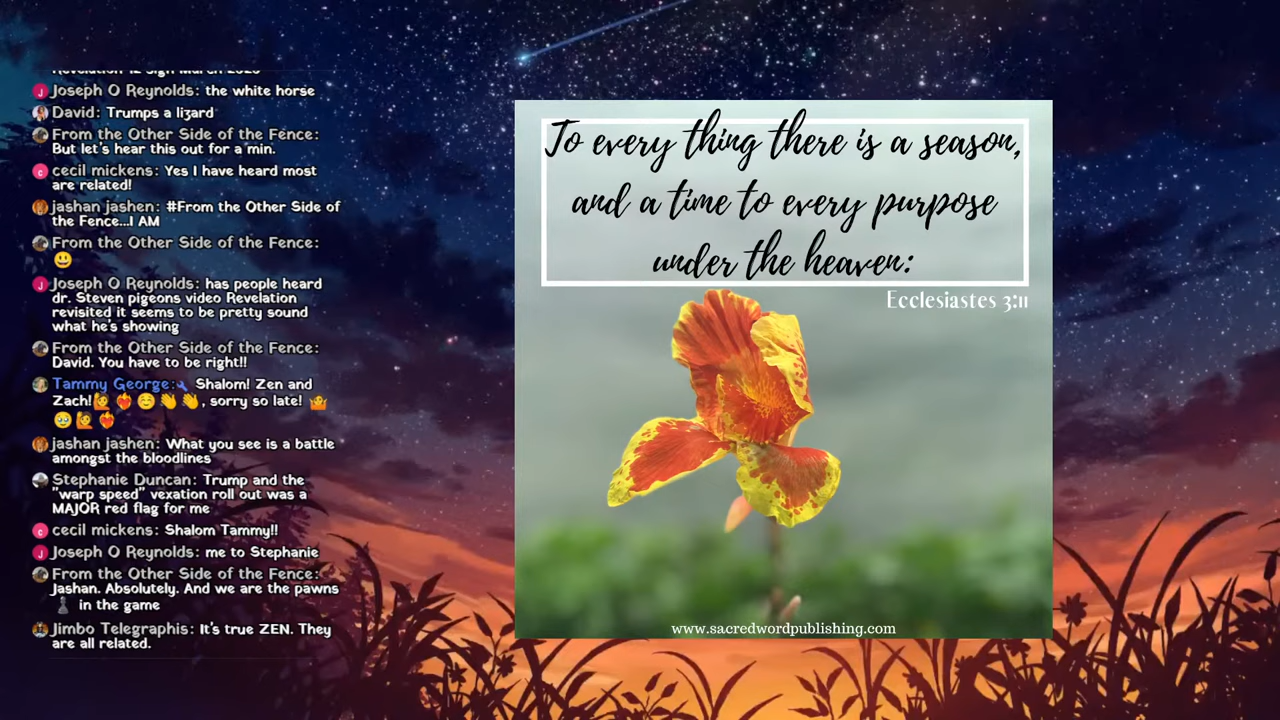 Revelation 12 sign March 2025
Joseph O Reynolds: the white horse
David: Trumps a lizard
From the Other Side of the Fence:
But let's hear this out for a min.
cecil mickens: Yes I have heard most
are related!
jashan jashen: #From the Other Side of
the Fence...I AM
From the Other Side of the Fence:
😃
Joseph O Reynolds: has people heard
dr. Steven pigeons video Revelation
revisited it seems to be pretty sound
what he's showing
From the Other Side of the Fence:
David. You have to be right!!
Tammy George: Shalom! Zen and
Zach!🙋❤️‍🔥☺️👋👋, sorry so late! 🤷
🥹🙋❤️‍🔥
jashan jashen: What you see is a battle
amongst the bloodlines
Stephanie Duncan: Trump and the
"warp speed" vexation roll out was a
MAJOR red flag for me
cecil mickens: Shalom Tammy!!
Joseph O Reynolds: me to Stephanie
From the Other Side of the Fence:
Jashan. Absolutely. And we are the pawns
♟️ in the game
Jimbo Telegraphis: It's true ZEN. They
are all related.
To every thing there is a season,
and a time to every purpose
under the heaven:
Ecclesiastes 3:11
www.sacredwordpublishing.com